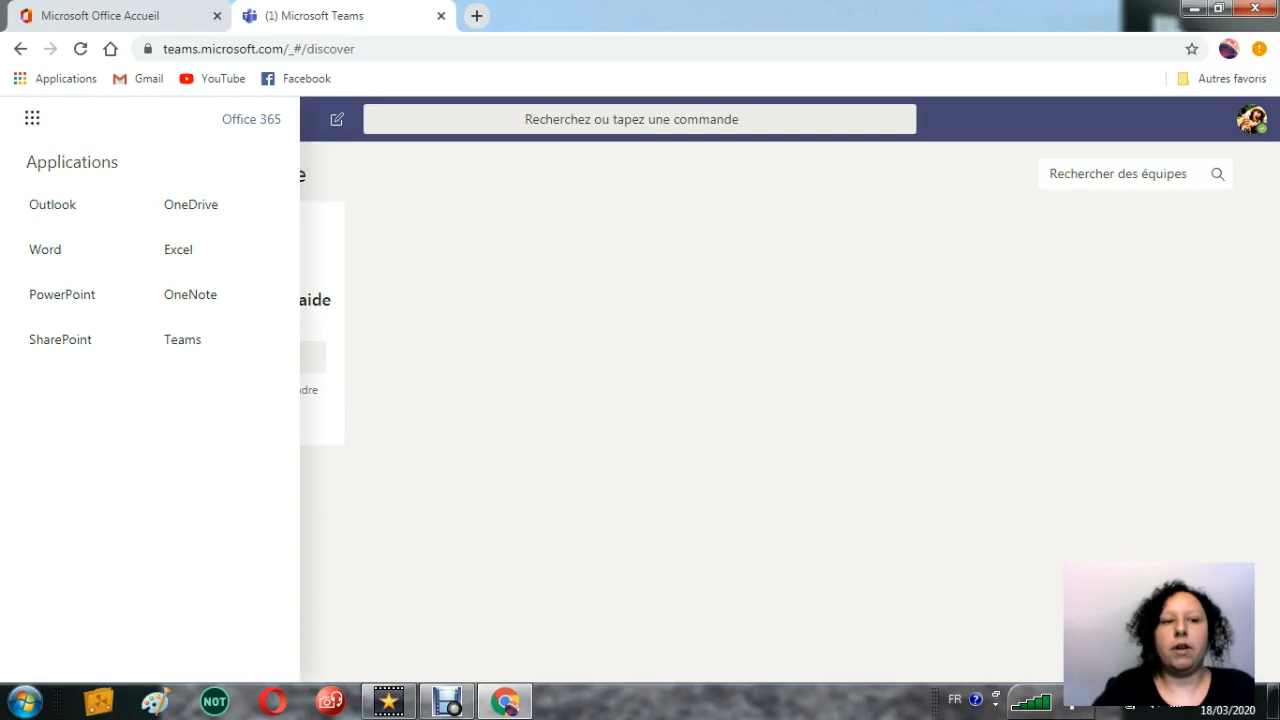 Microsoft Office Accueil
(1) Microsoft Teams
teams.microsoft.com/_#/discover
Applications
Gmail
YouTube
Facebook
Autres favoris
Office 365
Recherchez ou tapez une commande
Applications
e
Rechercher des équipes
Outlook
OneDrive
Word
Excel
PowerPoint
OneNote
aide
SharePoint
Teams
dre
NOT
FR
18/03/2020